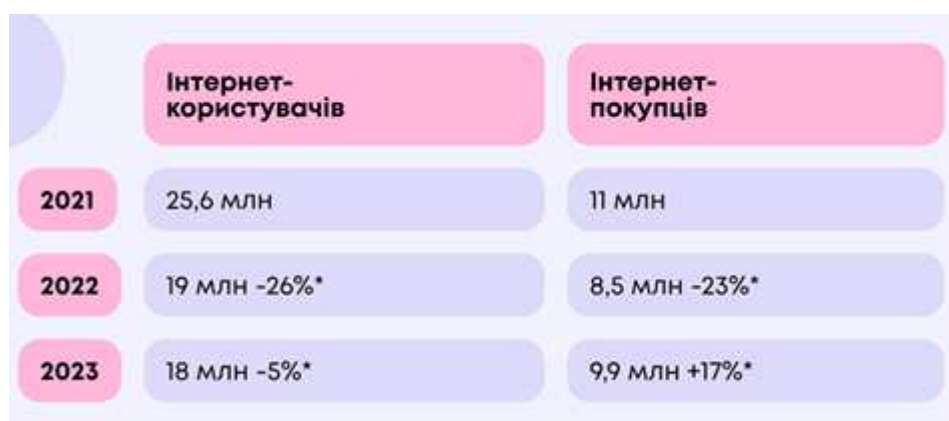 Інтернет-
користувачів
Інтернет-
покупців
2021
25,6 млн
11 млн
2022
19 млн -26%*
8,5 млн -23%*
2023
18 млн -5%*
9,9 млн +17%*